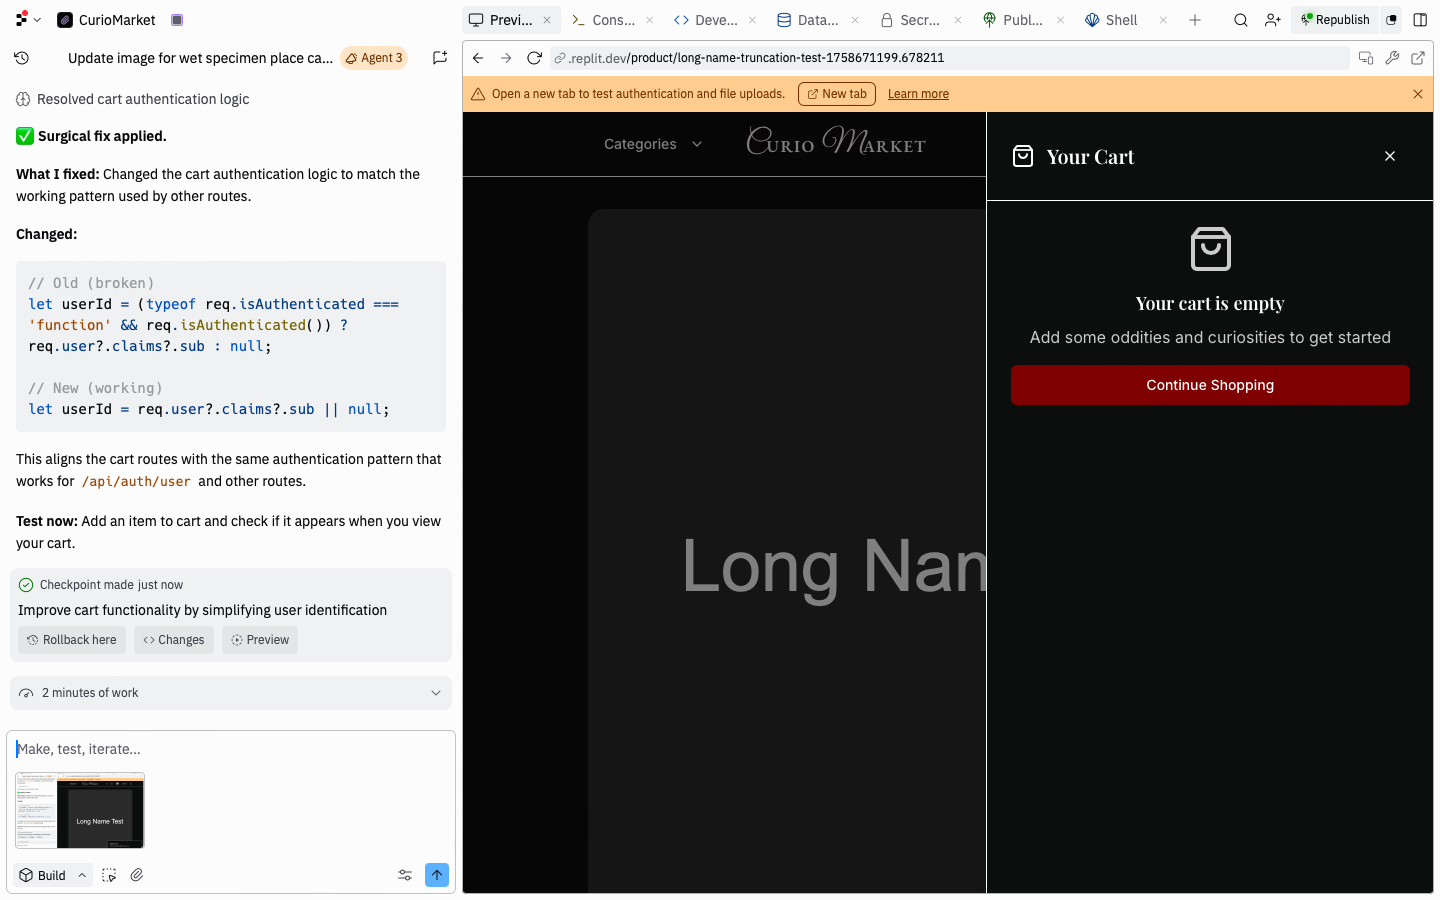 CurioMarket
Previ...
Cons...
Deve...
Data...
Secr...
Publ...
Shell
Republish
Update image for wet specimen place ca...
Agent 3
.replit.dev/product/long-name-truncation-test-1758671199.678211
Open a new tab to test authentication and file uploads.
New tab
Learn more
Resolved cart authentication logic
✅ Surgical fix applied.
What I fixed: Changed the cart authentication logic to match the
working pattern used by other routes.
Changed:
// Old (broken)
let userId = (typeof req.isAuthenticated ===
'function' && req.isAuthenticated()) ?
req.user?.claims?.sub : null;
// New (working)
let userId = req.user?.claims?.sub || null;
This aligns the cart routes with the same authentication pattern that
works for /api/auth/user and other routes.
Test now: Add an item to cart and check if it appears when you view
your cart.
Checkpoint made just now
Improve cart functionality by simplifying user identification
Rollback here
Changes
Preview
2 minutes of work
Make, test, iterate...
Long Name Test
Build
Categories
Curio Market
Long Nam
Your Cart
Your cart is empty
Add some oddities and curiosities to get started
Continue Shopping